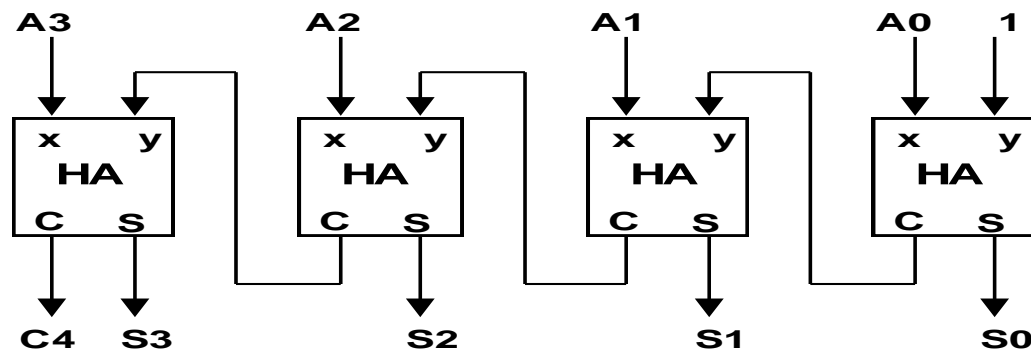 A3 A2 A1 A0 1
x y x y x y x y
HA HA HA HA
C S C S C S C S
C4 S3 S2 S1 S0